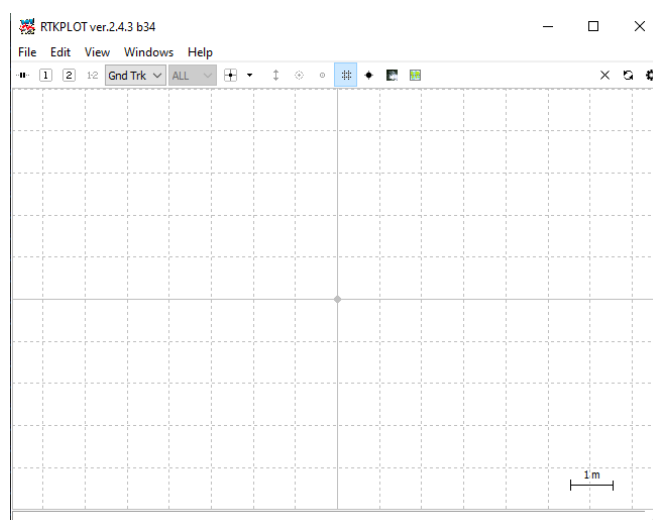 RTKPLOT ver.2.4.3 b34
File Edit View Windows Help
1 2 1-2 Gnd Trk ALL
1 m